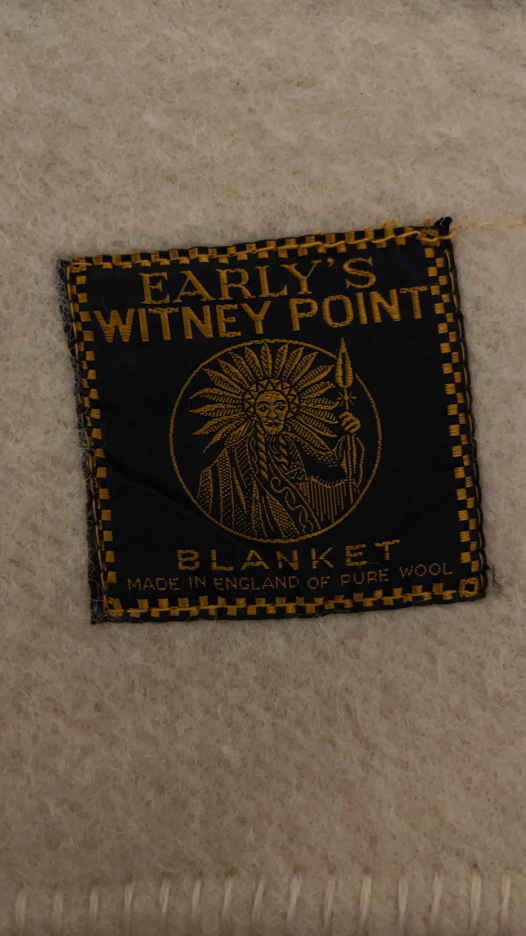 EARLY'S
WITNEY POINT
BLANKET
MADE IN ENGLAND OF PURE WOOL